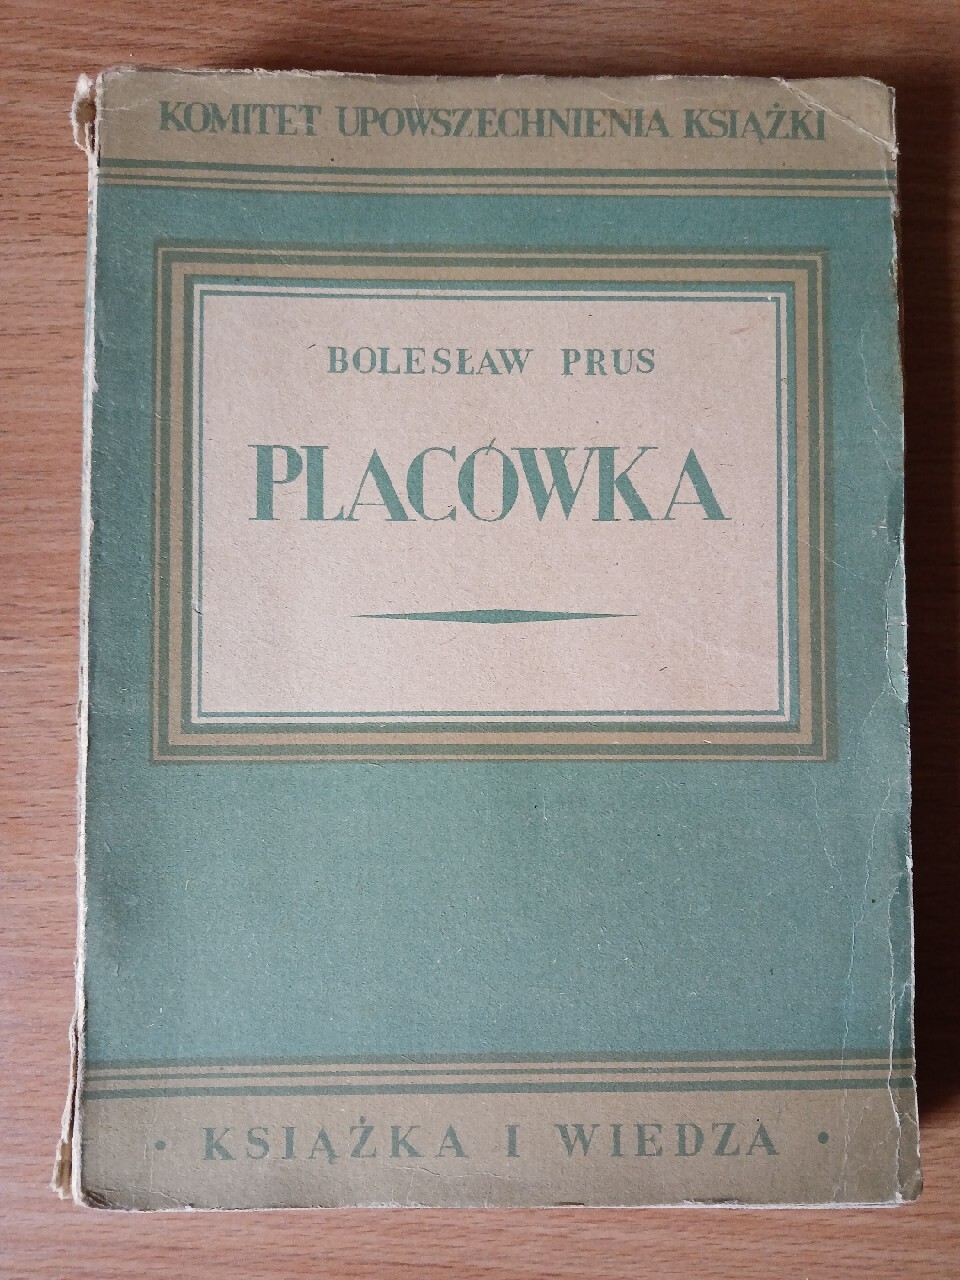 KOMITET UPOWSZECHNIENIA KSIĄŻKI
BOLESŁAW PRUS
PLACÓWKA
• KSIĄŻKA I WIEDZA •